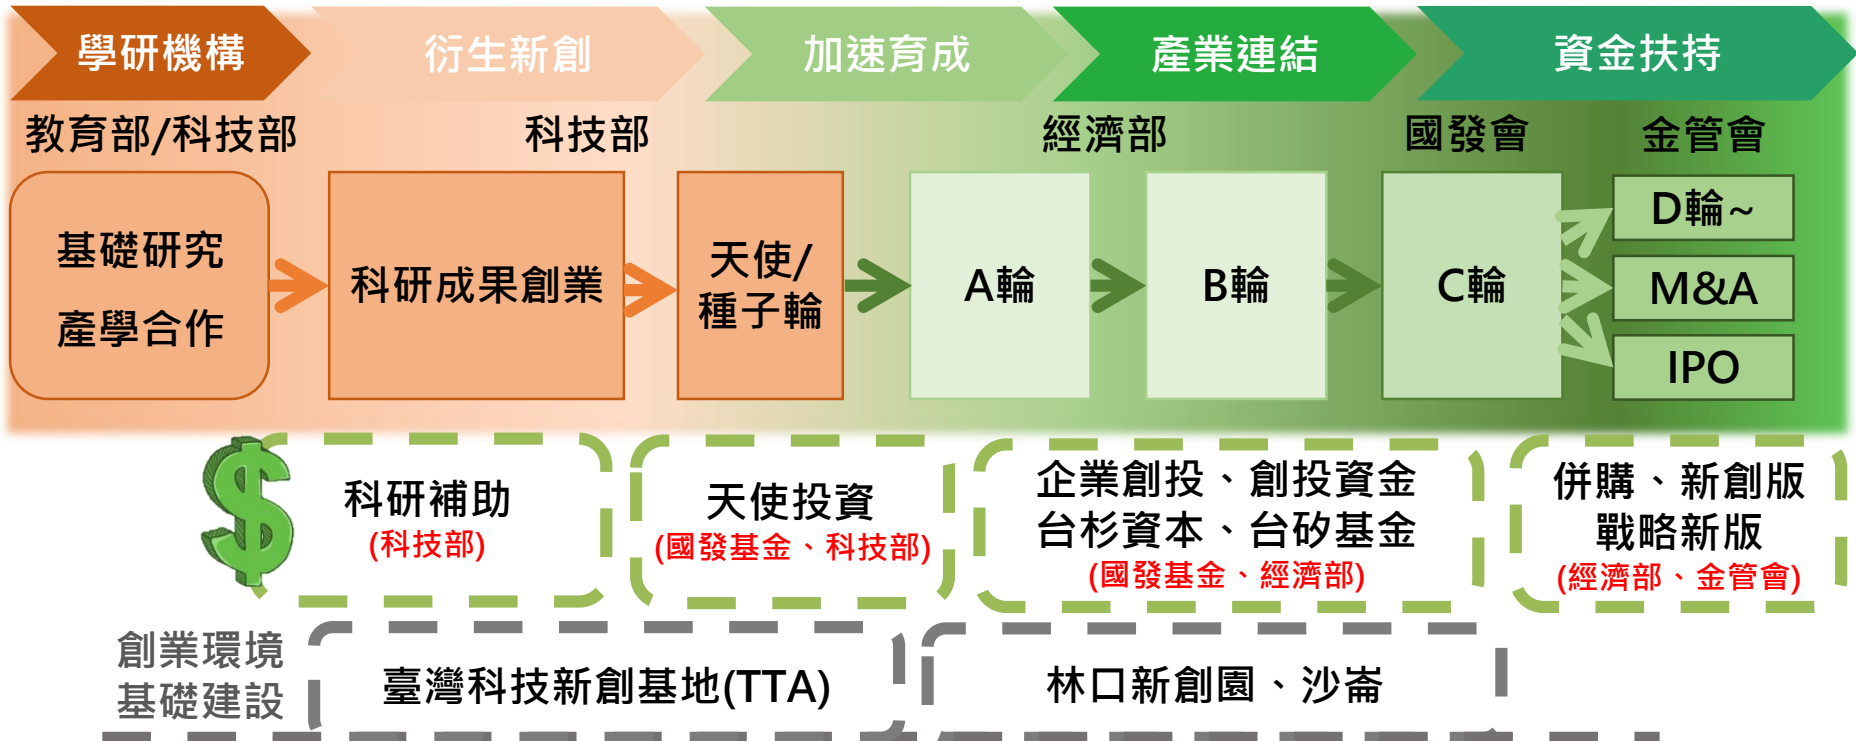 學研機構
衍生新創
加速育成
產業連結
資金扶持
教育部/科技部
科技部
經濟部
國發會
金管會
基礎研究
產學合作
科研成果創業
天使/
種子輪
A輪
B輪
C輪
D輪~
M&A
IPO
科研補助
(科技部)
天使投資
(國發基金、科技部)
企業創投、創投資金
台杉資本、台矽基金
(國發基金、經濟部)
併購、新創版
戰略新版
(經濟部、金管會)
創業環境
基礎建設
臺灣科技新創基地(TTA)
林口新創園、沙崙